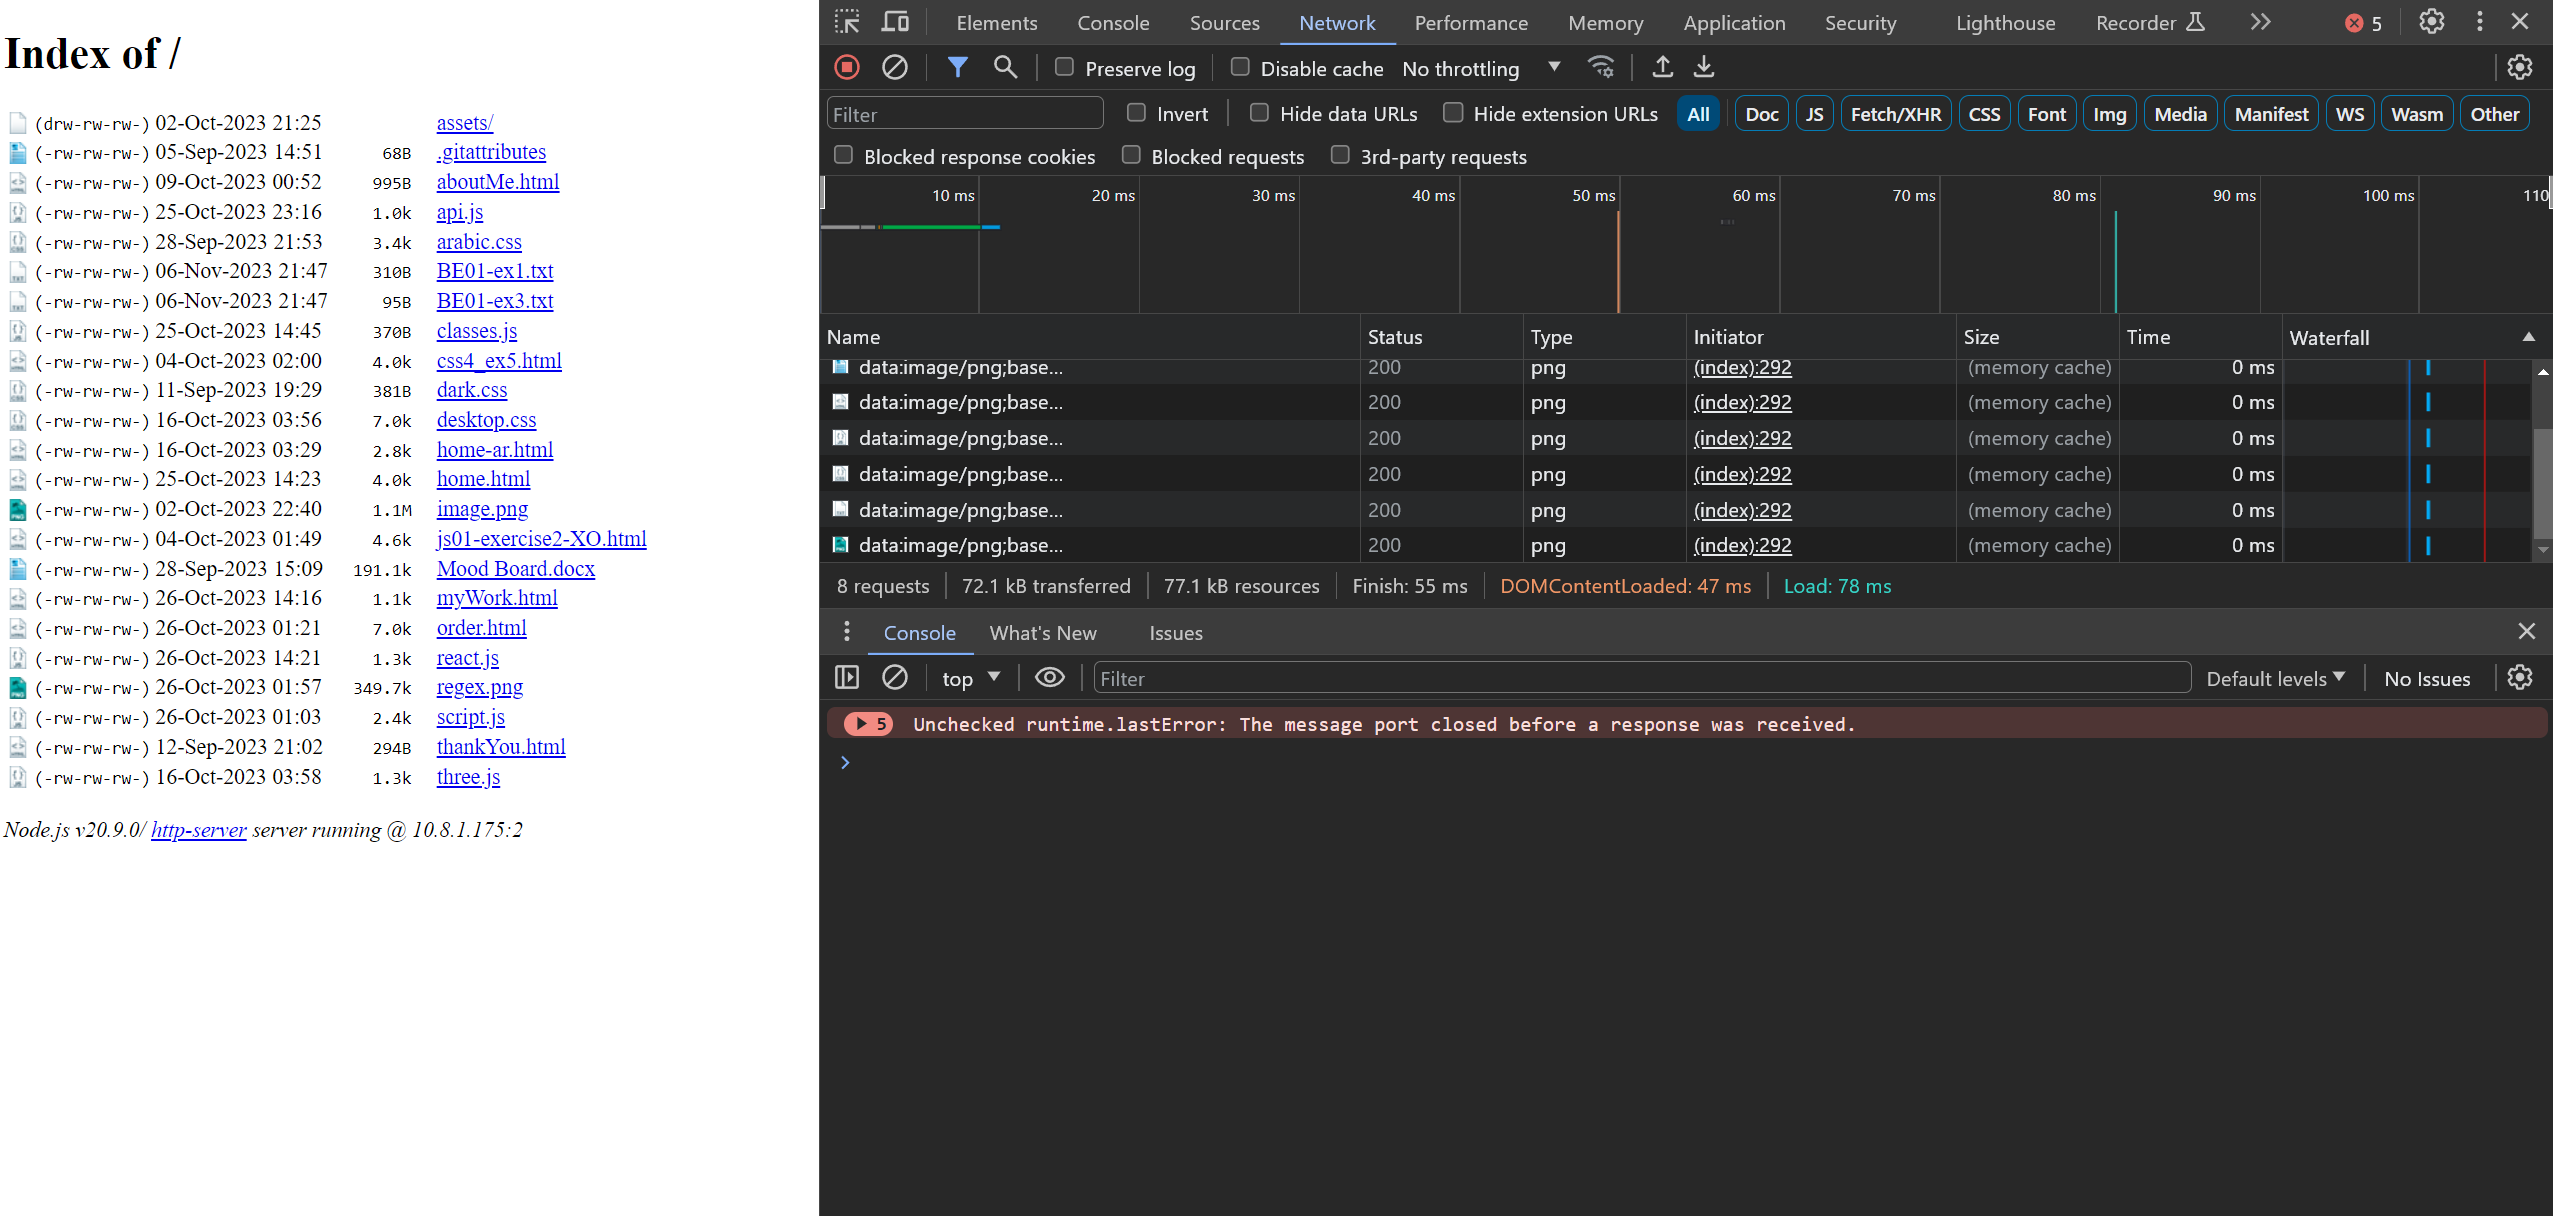 Index of /
(drw-rw-rw-) 02-Oct-2023 21:25 assets/
(-rw-rw-rw-) 05-Sep-2023 14:51 68B .gitattributes
(-rw-rw-rw-) 09-Oct-2023 00:52 995B aboutMe.html
(-rw-rw-rw-) 25-Oct-2023 23:16 1.0k api.js
(-rw-rw-rw-) 28-Sep-2023 21:53 3.4k arabic.css
(-rw-rw-rw-) 06-Nov-2023 21:47 310B BE01-ex1.txt
(-rw-rw-rw-) 06-Nov-2023 21:47 95B BE01-ex3.txt
(-rw-rw-rw-) 25-Oct-2023 14:45 370B classes.js
(-rw-rw-rw-) 04-Oct-2023 02:00 4.0k css4_ex5.html
(-rw-rw-rw-) 11-Sep-2023 19:29 381B dark.css
(-rw-rw-rw-) 16-Oct-2023 03:56 7.0k desktop.css
(-rw-rw-rw-) 16-Oct-2023 03:29 2.8k home-ar.html
(-rw-rw-rw-) 25-Oct-2023 14:23 4.0k home.html
(-rw-rw-rw-) 02-Oct-2023 22:40 1.1M image.png
(-rw-rw-rw-) 04-Oct-2023 01:49 4.6k js01-exercise2-XO.html
(-rw-rw-rw-) 28-Sep-2023 15:09 191.1k Mood Board.docx
(-rw-rw-rw-) 26-Oct-2023 14:16 1.1k myWork.html
(-rw-rw-rw-) 26-Oct-2023 01:21 7.0k order.html
(-rw-rw-rw-) 26-Oct-2023 14:21 1.3k react.js
(-rw-rw-rw-) 26-Oct-2023 01:57 349.7k regex.png
(-rw-rw-rw-) 26-Oct-2023 01:03 2.4k script.js
(-rw-rw-rw-) 12-Sep-2023 21:02 294B thankYou.html
(-rw-rw-rw-) 16-Oct-2023 03:58 1.3k three.js
Node.js v20.9.0/ http-server server running @ 10.8.1.175:2
Elements Console Sources Network Performance Memory Application Security Lighthouse Recorder 5
Preserve log Disable cache No throttling
Filter Invert Hide data URLs Hide extension URLs All Doc JS Fetch/XHR CSS Font Img Media Manifest WS Wasm Other
Blocked response cookies Blocked requests 3rd-party requests
10 ms 20 ms 30 ms 40 ms 50 ms 60 ms 70 ms 80 ms 90 ms 100 ms 110
Name Status Type Initiator Size Time Waterfall
data:image/png;base... 200 png (index):292 (memory cache) 0 ms
data:image/png;base... 200 png (index):292 (memory cache) 0 ms
data:image/png;base... 200 png (index):292 (memory cache) 0 ms
data:image/png;base... 200 png (index):292 (memory cache) 0 ms
data:image/png;base... 200 png (index):292 (memory cache) 0 ms
data:image/png;base... 200 png (index):292 (memory cache) 0 ms
8 requests 72.1 kB transferred 77.1 kB resources Finish: 55 ms DOMContentLoaded: 47 ms Load: 78 ms
Console What's New Issues
top Filter Default levels No Issues
5 Unchecked runtime.lastError: The message port closed before a response was received.